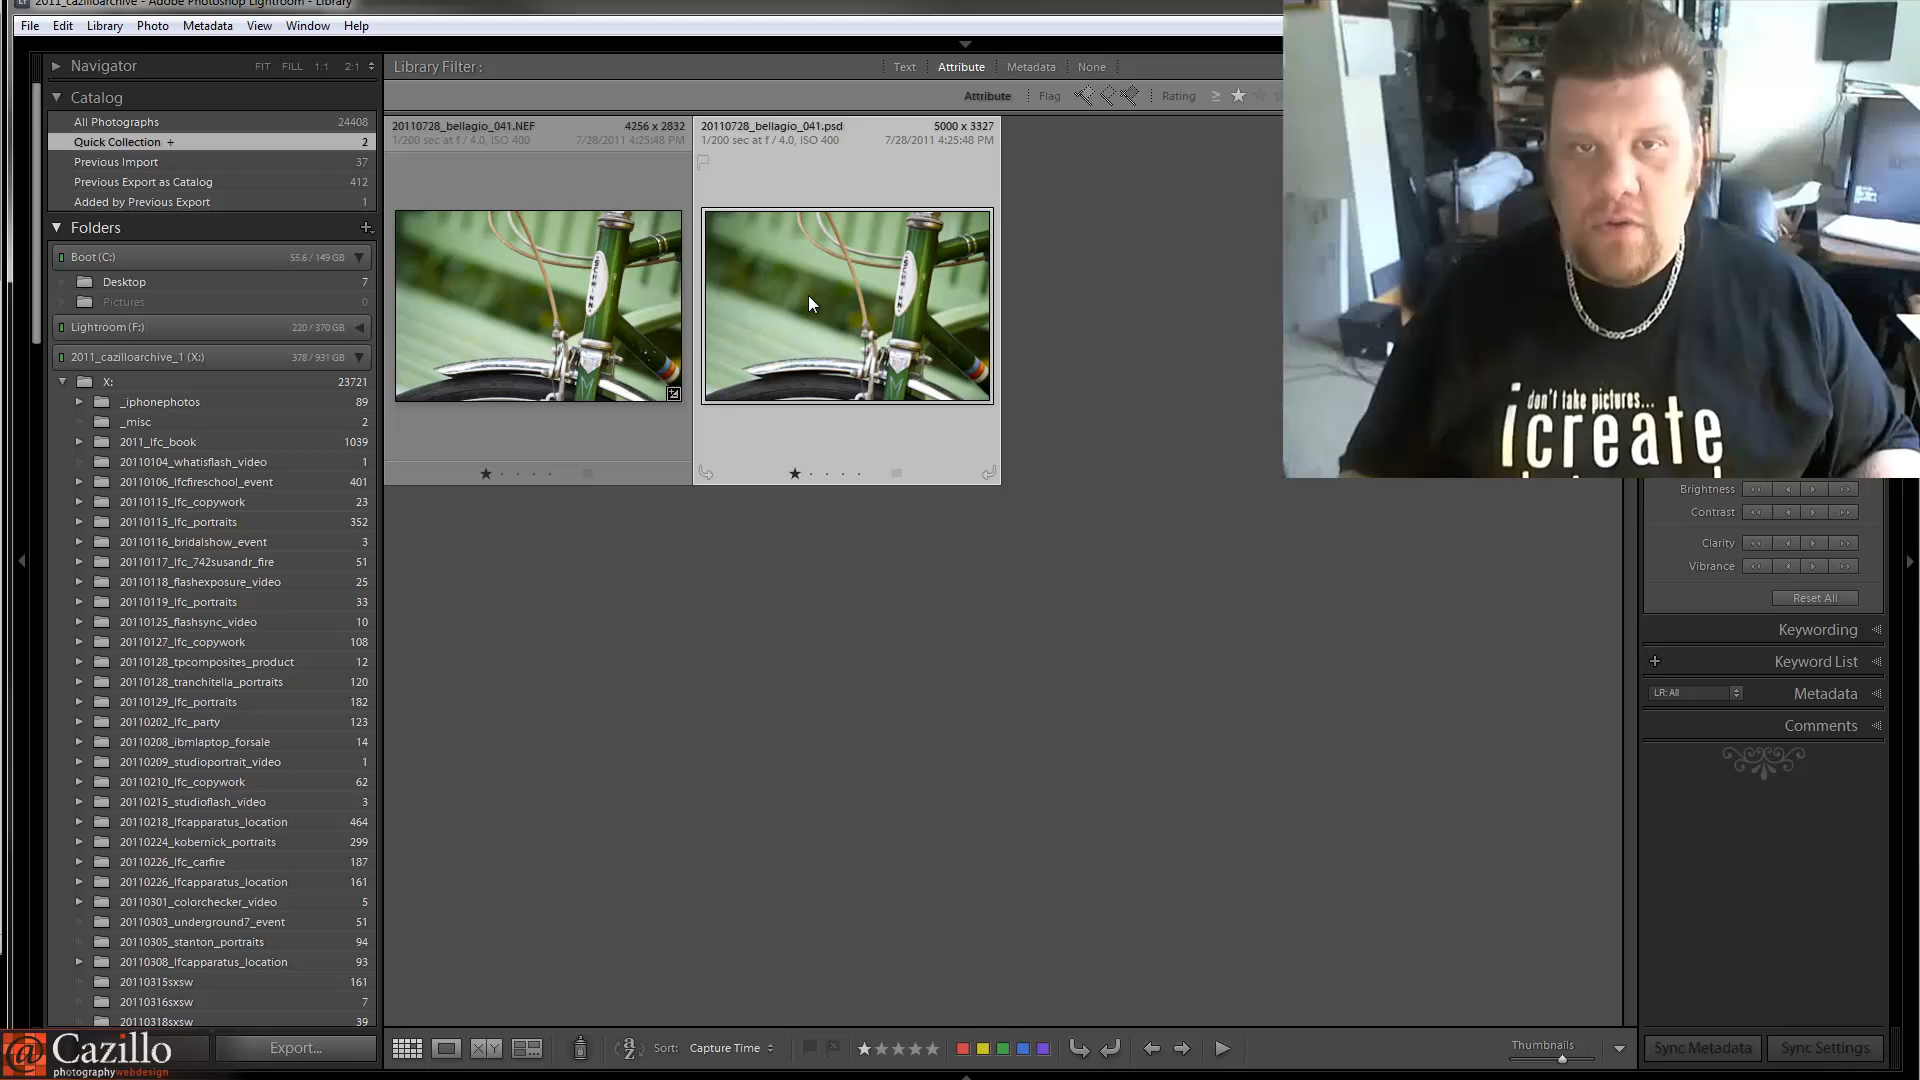 2011_cazilloarchive - Adobe Photoshop Lightroom - Library
File Edit Library Photo Metadata View Window Help
Navigator FIT FILL 1:1 2:1
Catalog
All Photographs 24408
Quick Collection + 2
Previous Import 37
Previous Export as Catalog 412
Added by Previous Export 1
Folders +
Boot (C:) 55.6 / 149 GB
Desktop 7
Pictures 0
Lightroom (F:) 220 / 370 GB
2011_cazilloarchive_1 (X:) 378 / 931 GB
X: 23721
_iphonephotos 89
_misc 2
2011_lfc_book 1039
20110104_whatisflash_video 1
20110106_lfcfireschool_event 401
20110115_lfc_copywork 23
20110115_lfc_portraits 352
20110116_bridalshow_event 3
20110117_lfc_742susandr_fire 51
20110118_flashexposure_video 25
20110119_lfc_portraits 33
20110125_flashsync_video 10
20110127_lfc_copywork 108
20110128_tpcomposites_product 12
20110128_tranchitella_portraits 120
20110129_lfc_portraits 182
20110202_lfc_party 123
20110208_ibmlaptop_forsale 14
20110209_studioportrait_video 1
20110210_lfc_copywork 62
20110215_studioflash_video 3
20110218_lfcapparatus_location 464
20110224_kobernick_portraits 299
20110226_lfc_carfire 187
20110226_lfcapparatus_location 161
20110301_colorchecker_video 5
20110303_underground7_event 51
20110305_stanton_portraits 94
20110308_lfcapparatus_location 93
20110315sxsw 161
20110316sxsw 7
20110318sxsw 39
@ Cazillo
photographywebdesign
Export...
Library Filter : Text Attribute Metadata None
Attribute Flag Rating ≥
20110728_bellagio_041.NEF 4256 x 2832
1/200 sec at f / 4.0, ISO 400 7/28/2011 4:25:48 PM
20110728_bellagio_041.psd 5000 x 3327
1/200 sec at f / 4.0, ISO 400 7/28/2011 4:25:48 PM
SCHWINN
SCHWINN
don't take pictures...
icreate
Brightness
Contrast
Clarity
Vibrance
Reset All
Keywording
+ Keyword List
LR: All Metadata
Comments
XY Sort: Capture Time Thumbnails
Sync Metadata Sync Settings